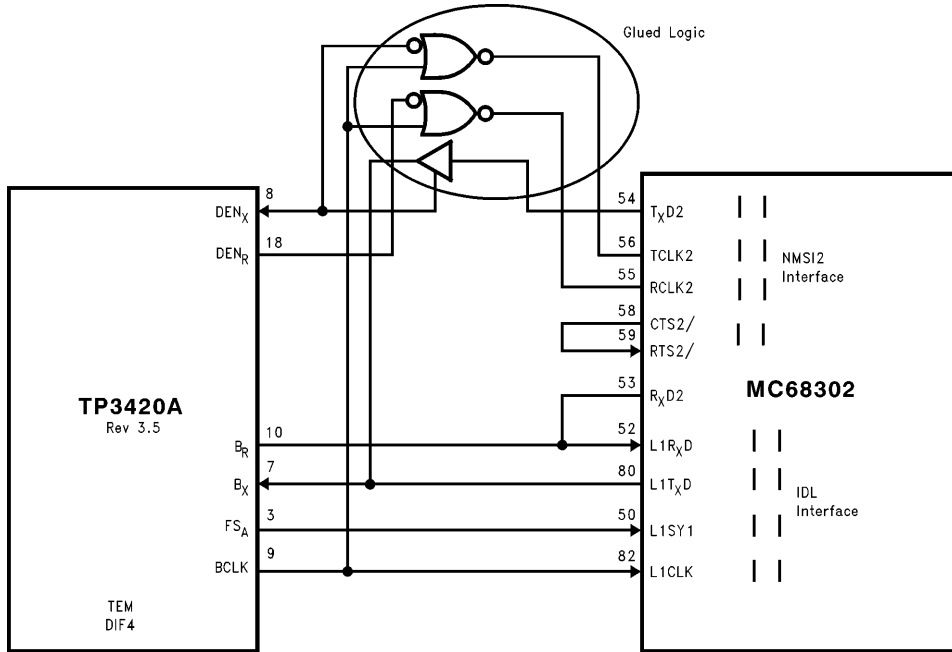 Glued Logic
8
DENX
18
DENR
54
TXD2
56
TCLK2
55
RCLK2
58
CTS2/
59
RTS2/
53
RXD2
NMSI2
Interface
TP3420A
Rev 3.5
MC68302
10
BR
52
L1RXD
7
BX
80
L1TXD
IDL
Interface
3
FSA
50
L1SY1
9
BCLK
82
L1CLK
TEM
DIF4